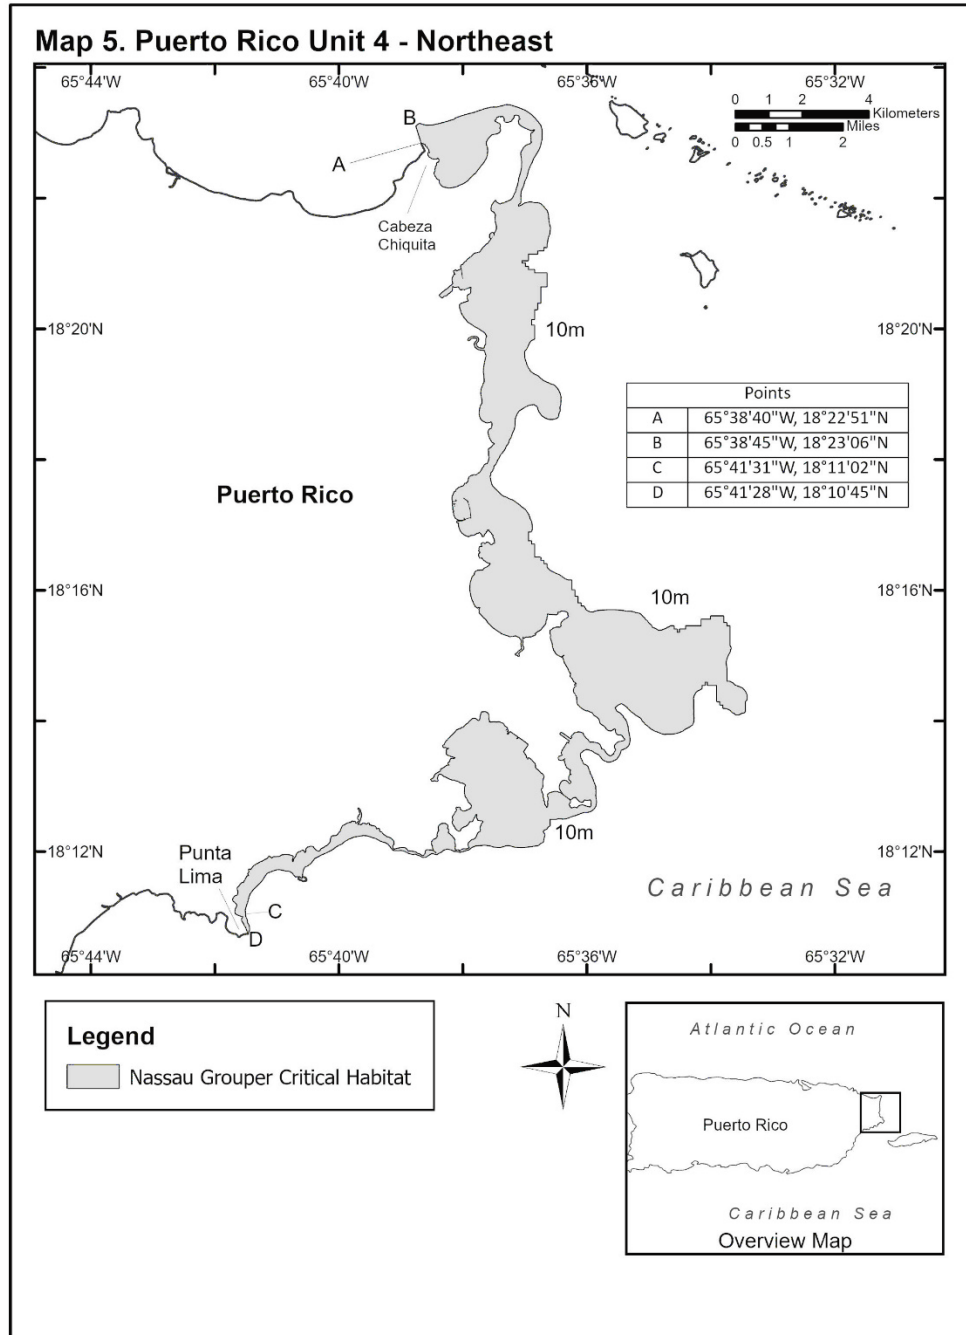 Map 5. Puerto Rico Unit 4 - Northeast
65°44'W 65°40'W 65°36'W 65°32'W
0 1 2 4
Kilometers
Miles
0 0.5 1 2
B
A
Cabeza
Chiquita
18°20'N 10m 18°20'N
Points
A 65°38'40"W, 18°22'51"N
B 65°38'45"W, 18°23'06"N
C 65°41'31"W, 18°11'02"N
D 65°41'28"W, 18°10'45"N
Puerto Rico
18°16'N 10m 18°16'N
10m
18°12'N 18°12'N
Punta
Lima
Caribbean Sea
C
D
65°44'W 65°40'W 65°36'W 65°32'W
Legend
Nassau Grouper Critical Habitat
N
Atlantic Ocean
Puerto Rico
Caribbean Sea
Overview Map